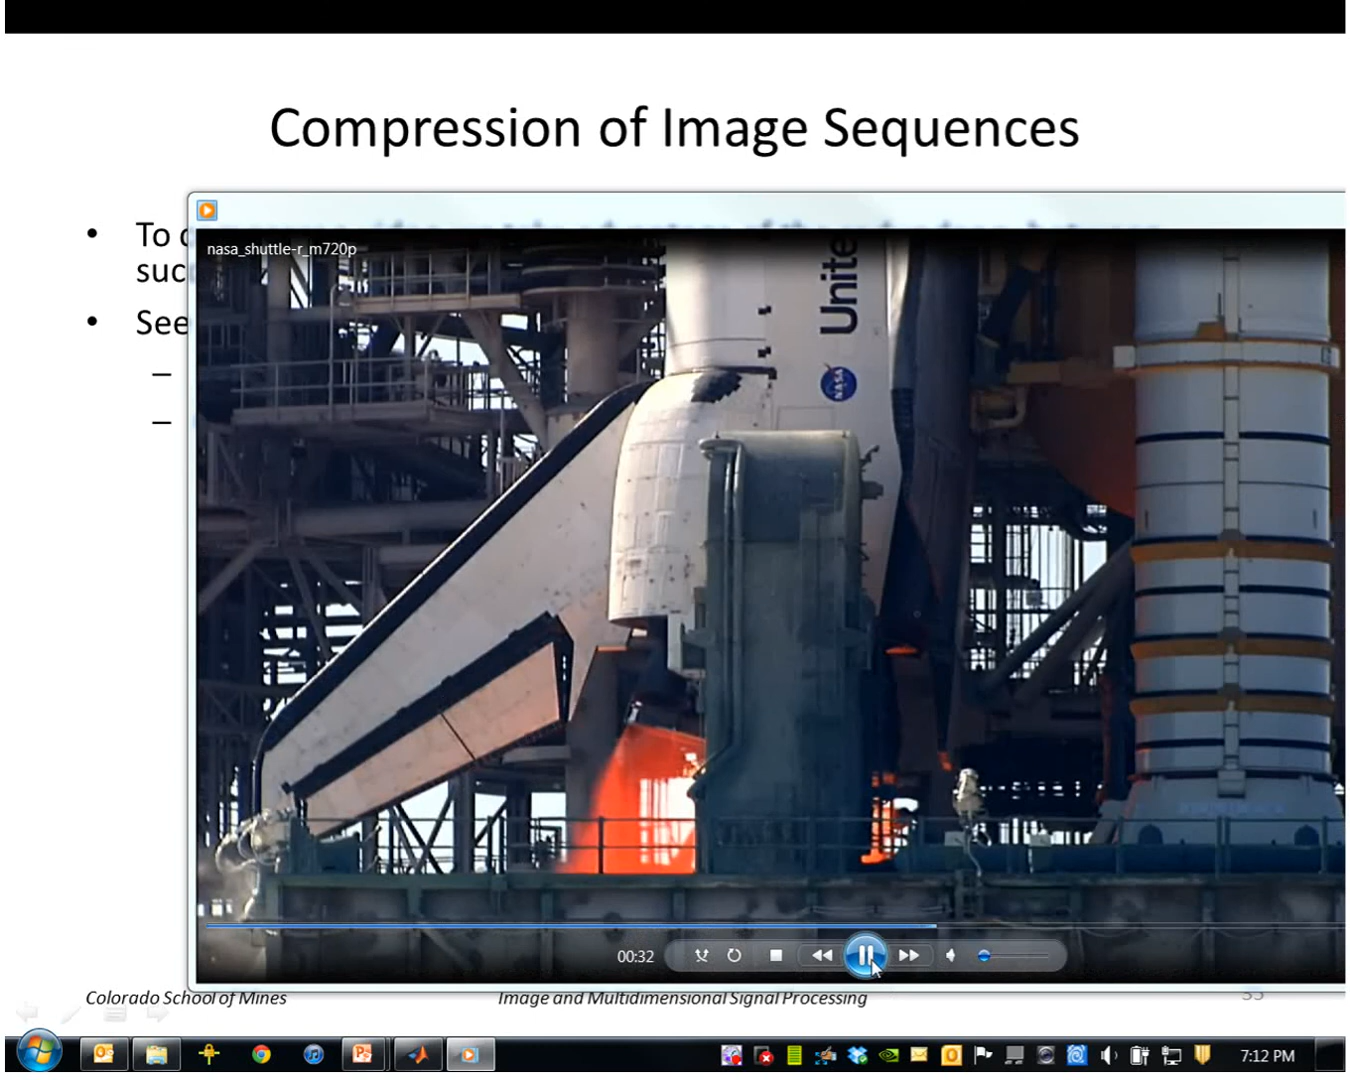 Compression of Image Sequences
• To
suc
• See
–
–
nasa_shuttle-r_m720p
Unite
NASA
00:32
Colorado School of Mines
Image and Multidimensional Signal Processing
35
7:12 PM